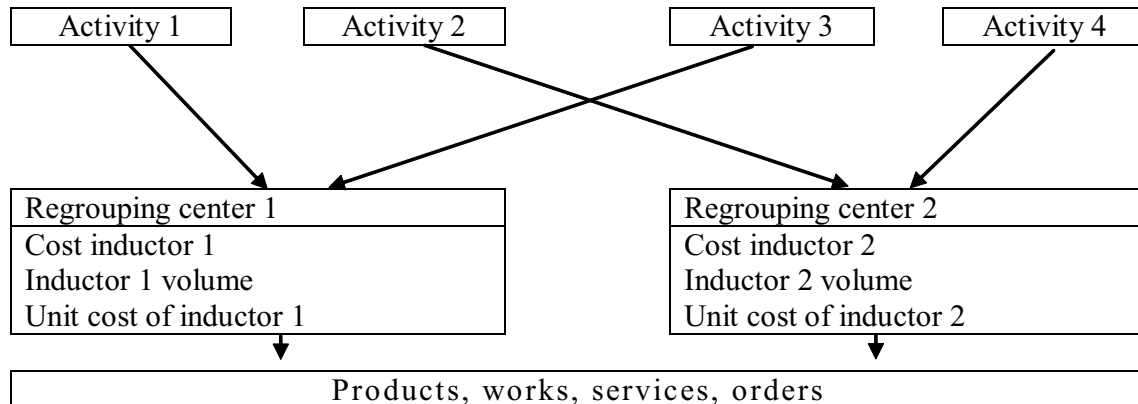 Activity 1
Activity 2
Activity 3
Activity 4
Regrouping center 1
Cost inductor 1
Inductor 1 volume
Unit cost of inductor 1
Regrouping center 2
Cost inductor 2
Inductor 2 volume
Unit cost of inductor 2
Products, works, services, orders